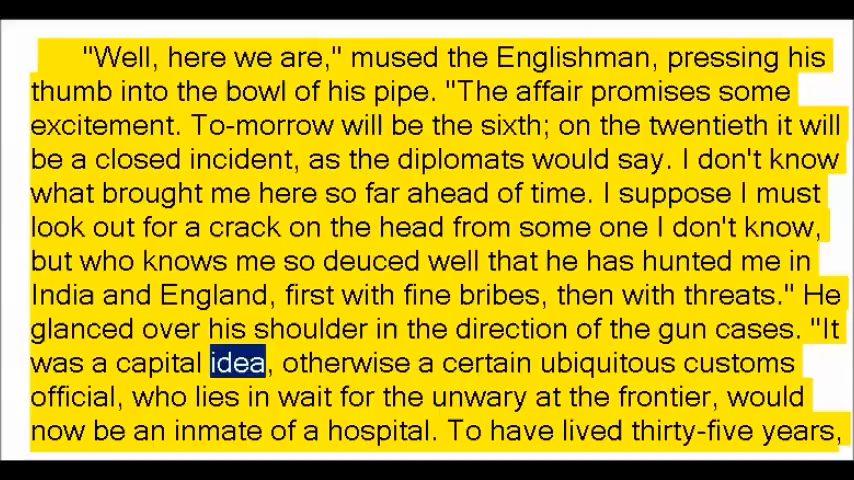 "Well, here we are," mused the Englishman, pressing his
thumb into the bowl of his pipe. "The affair promises some
excitement. To-morrow will be the sixth; on the twentieth it will
be a closed incident, as the diplomats would say. I don't know
what brought me here so far ahead of time. I suppose I must
look out for a crack on the head from some one I don't know,
but who knows me so deuced well that he has hunted me in
India and England, first with fine bribes, then with threats." He
glanced over his shoulder in the direction of the gun cases. "It
was a capital idea, otherwise a certain ubiquitous customs
official, who lies in wait for the unwary at the frontier, would
now be an inmate of a hospital. To have lived thirty-five years,